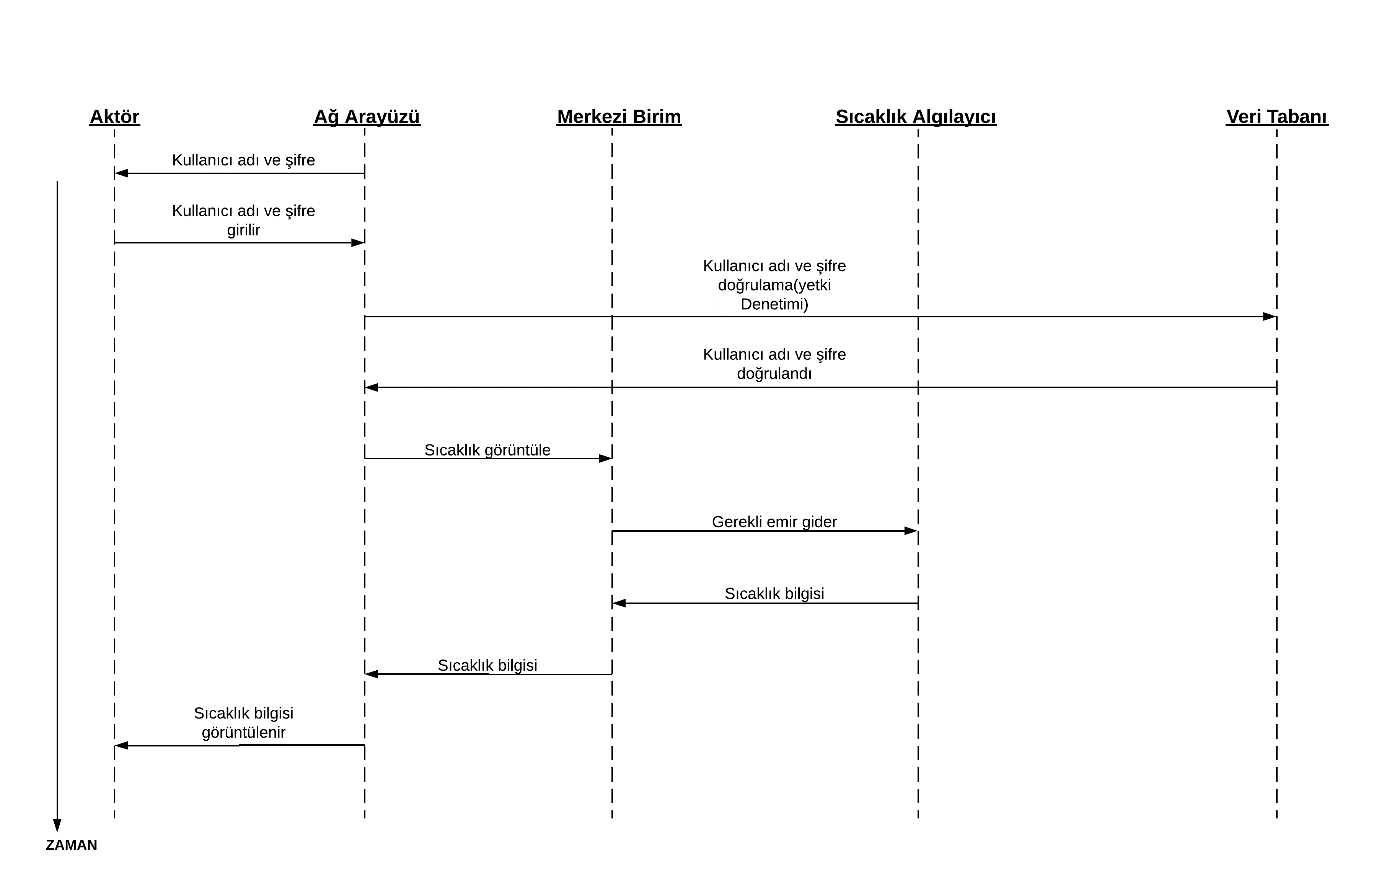 Aktör
Ağ Arayüzü
Merkezi Birim
Sıcaklık Algılayıcı
Veri Tabanı
Kullanıcı adı ve şifre
Kullanıcı adı ve şifre
girilir
Kullanıcı adı ve şifre
doğrulama(yetki
Denetimi)
Kullanıcı adı ve şifre
doğrulandı
Sıcaklık görüntüle
Gerekli emir gider
Sıcaklık bilgisi
Sıcaklık bilgisi
Sıcaklık bilgisi
görüntülenir
ZAMAN